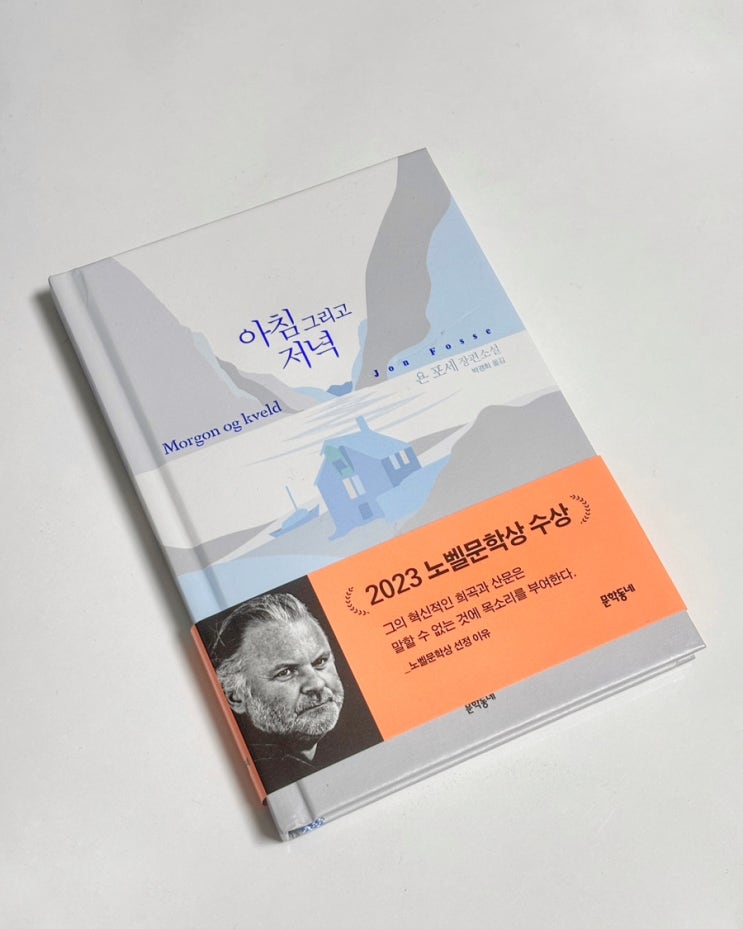 아침 그리고
저녁
Jon Fosse
욘 포세 장편소설
박경희 옮김
Morgon og kveld
2023 노벨문학상 수상
그의 혁신적인 희곡과 산문은
말할 수 없는 것에 목소리를 부여한다.
_노벨문학상 선정 이유
문학동네
문학동네